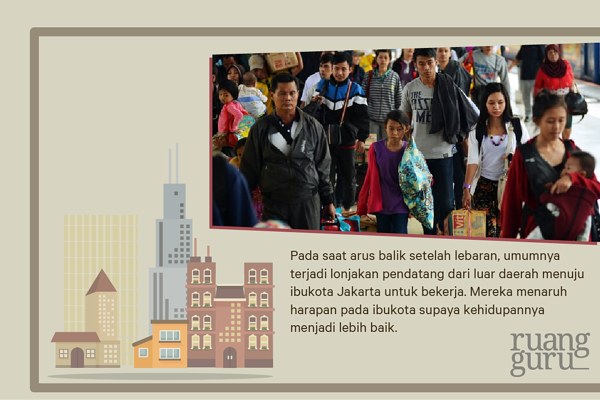 Pada saat arus balik setelah lebaran, umumnya
terjadi lonjakan pendatang dari luar daerah menuju
ibukota Jakarta untuk bekerja. Mereka menaruh
harapan pada ibukota supaya kehidupannya
menjadi lebih baik.
ruang
guru